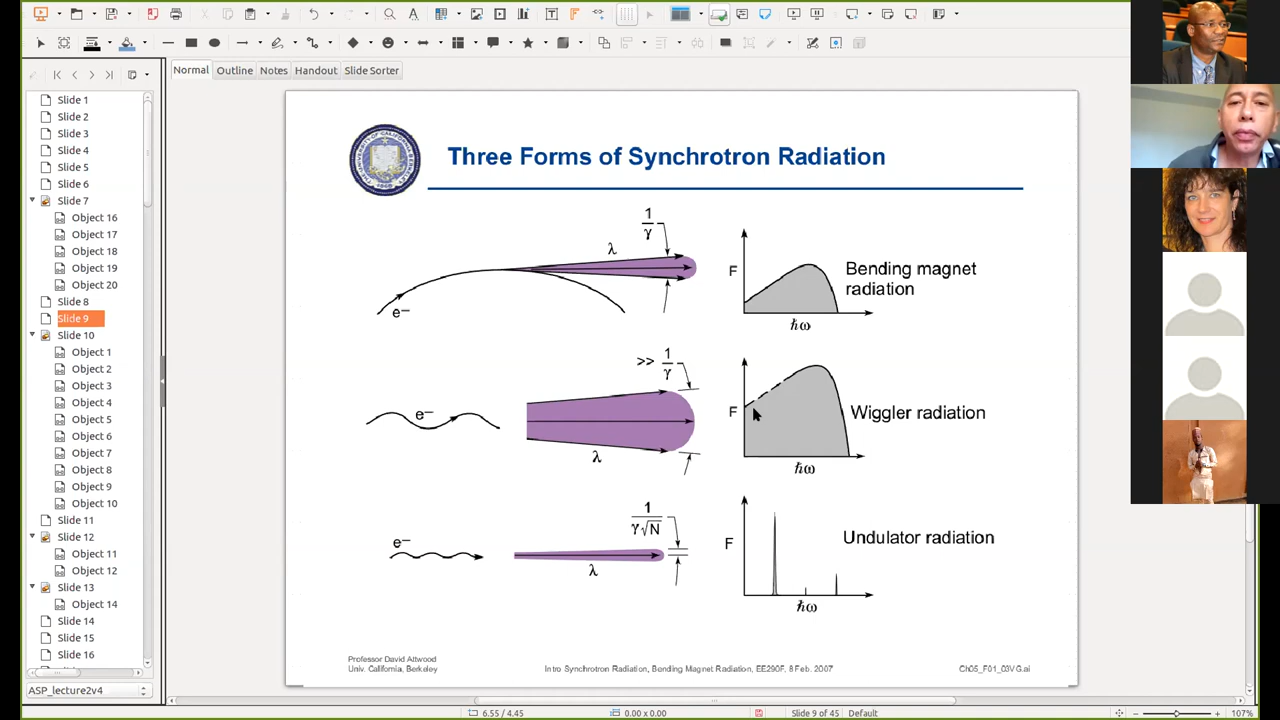 Normal
Outline
Notes
Handout
Slide Sorter
Slide 1
Slide 2
Slide 3
Slide 4
Slide 5
Slide 6
Slide 7
Object 16
Object 17
Object 18
Object 19
Object 20
Slide 8
Slide 9
Slide 10
Object 1
Object 2
Object 3
Object 4
Object 5
Object 6
Object 7
Object 8
Object 9
Object 10
Slide 11
Slide 12
Object 11
Object 12
Slide 13
Object 14
Slide 14
Slide 15
Slide 16
ASP_lecture2v4
Three Forms of Synchrotron Radiation
1/γ
λ
e−
F
ħω
Bending magnet
radiation
>> 1/γ
e−
λ
F
ħω
Wiggler radiation
1/γ√N
e−
λ
F
ħω
Undulator radiation
Professor David Attwood
Univ. California, Berkeley
Intro Synchrotron Radiation, Bending Magnet Radiation, EE290F, 8 Feb. 2007
Ch05_F01_03VG.ai
6.55 / 4.45
0.00 x 0.00
Slide 9 of 45
Default
107%